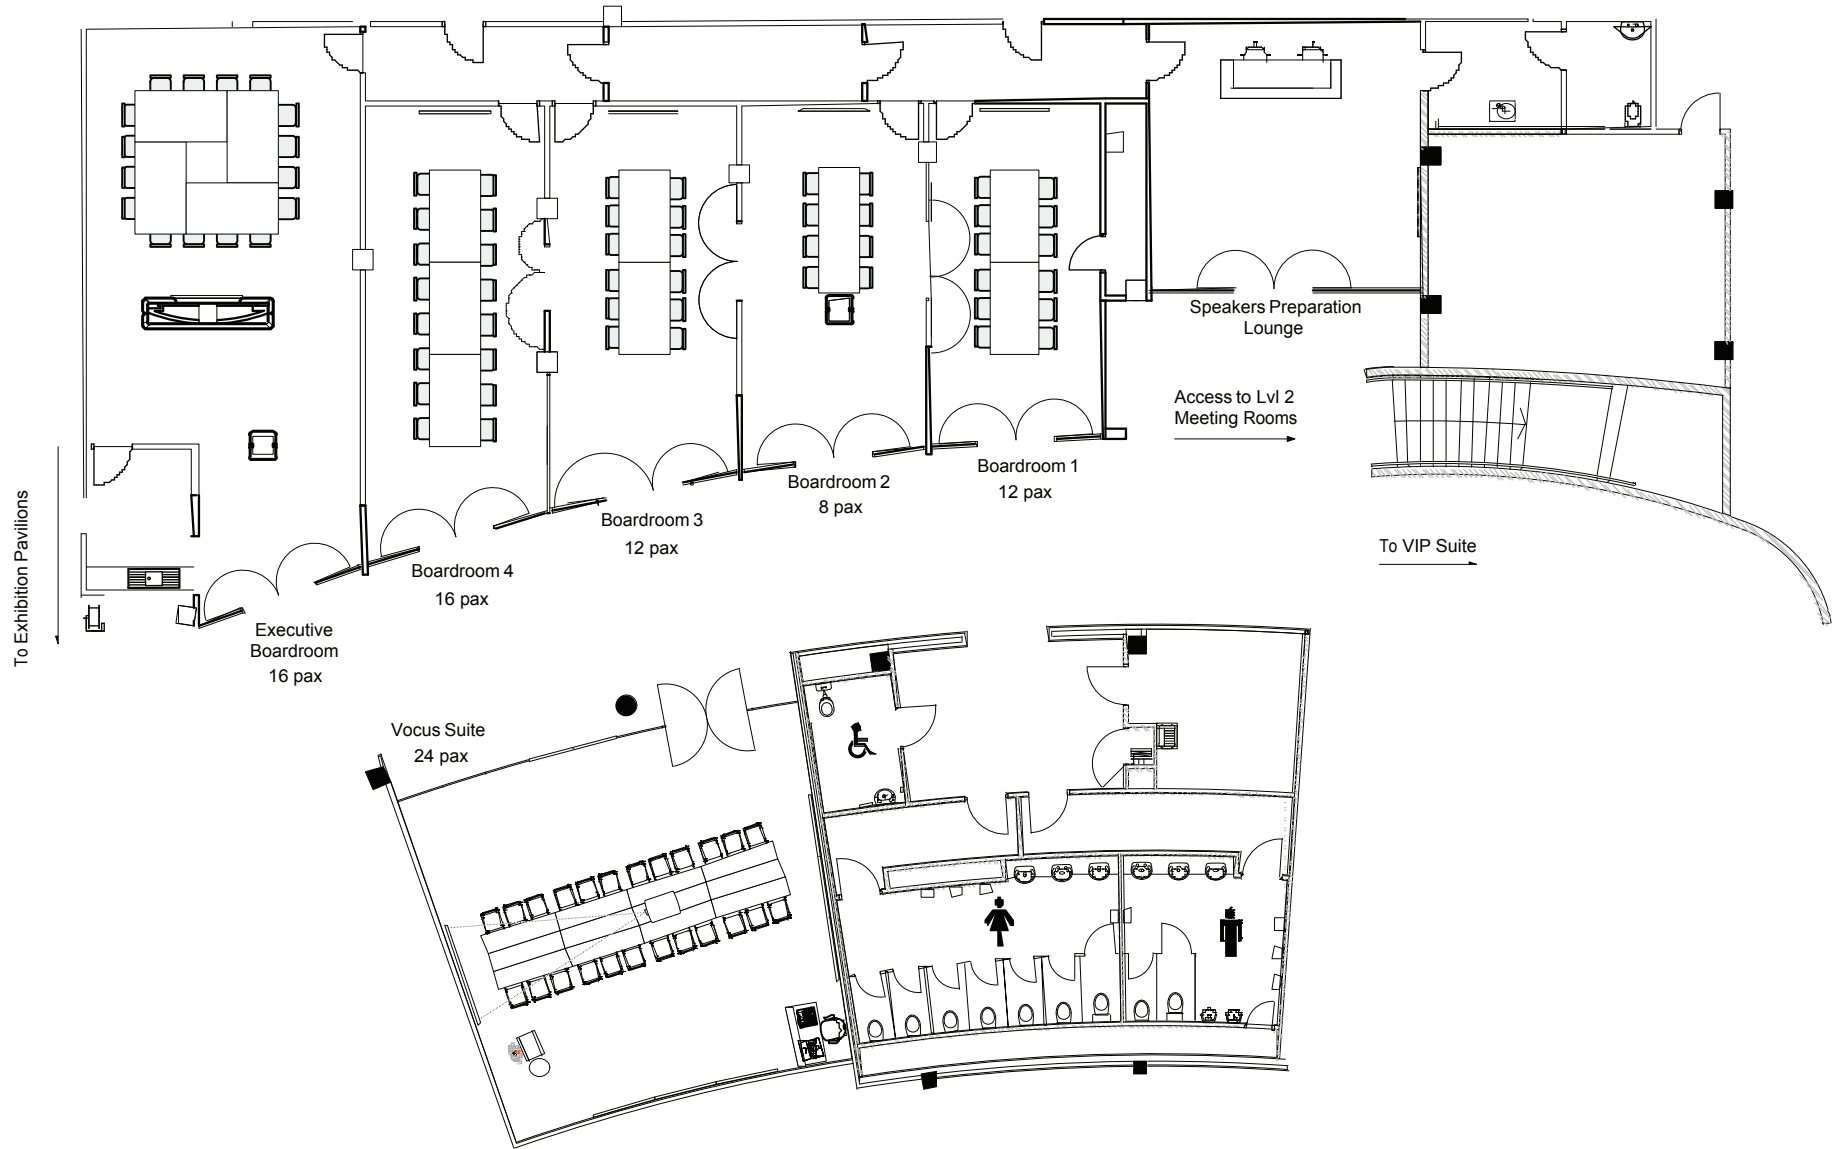 Speakers Preparation
Lounge
Access to Lvl 2
Meeting Rooms
Boardroom 1
12 pax
Boardroom 2
8 pax
Boardroom 3
12 pax
Boardroom 4
16 pax
Executive
Boardroom
16 pax
To Exhibition Pavilions
To VIP Suite
Vocus Suite
24 pax